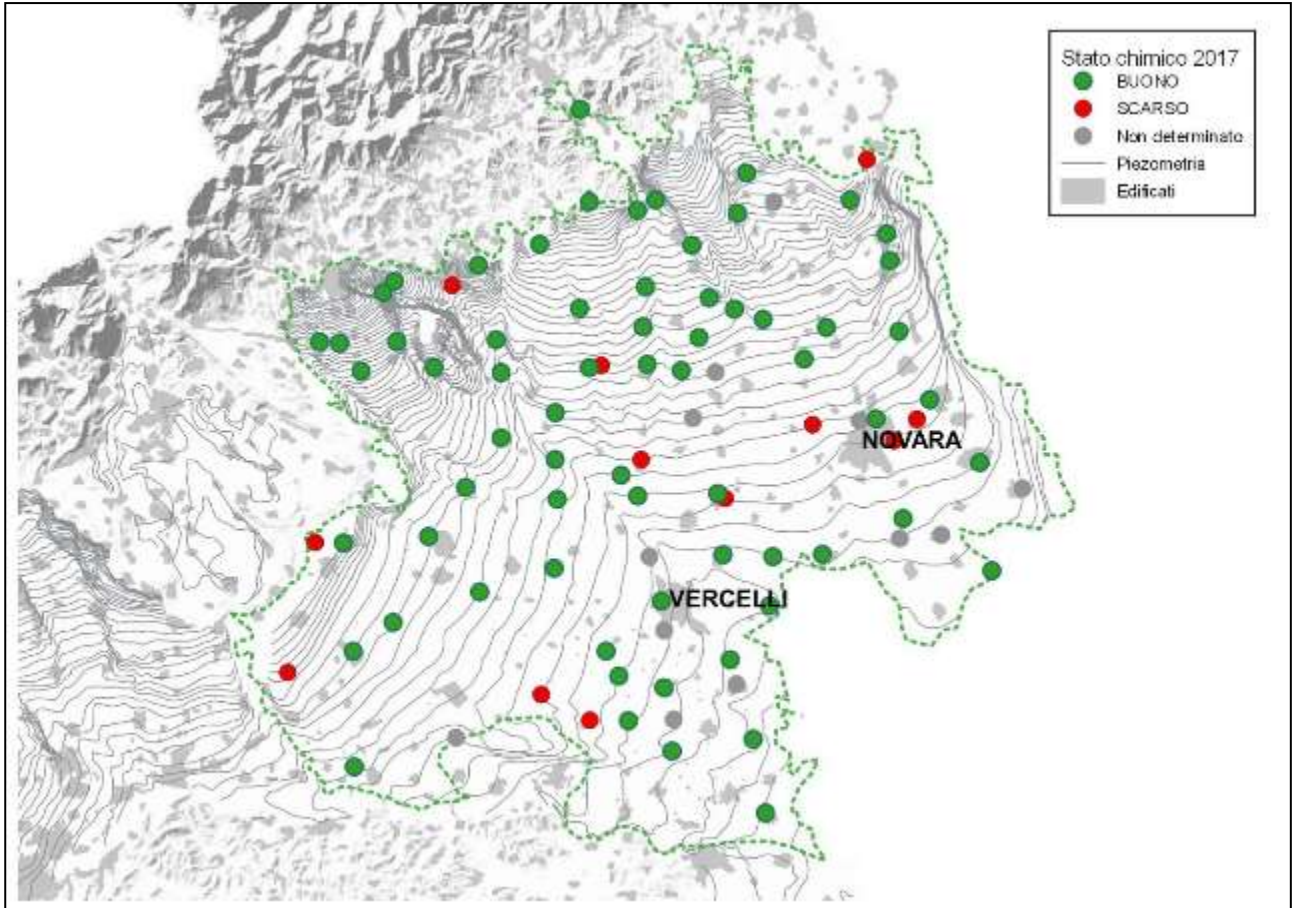 Stato chimico 2017
BUONO
SCARSO
Non determinato
Piezometria
Edificati
NOVARA
VERCELLI